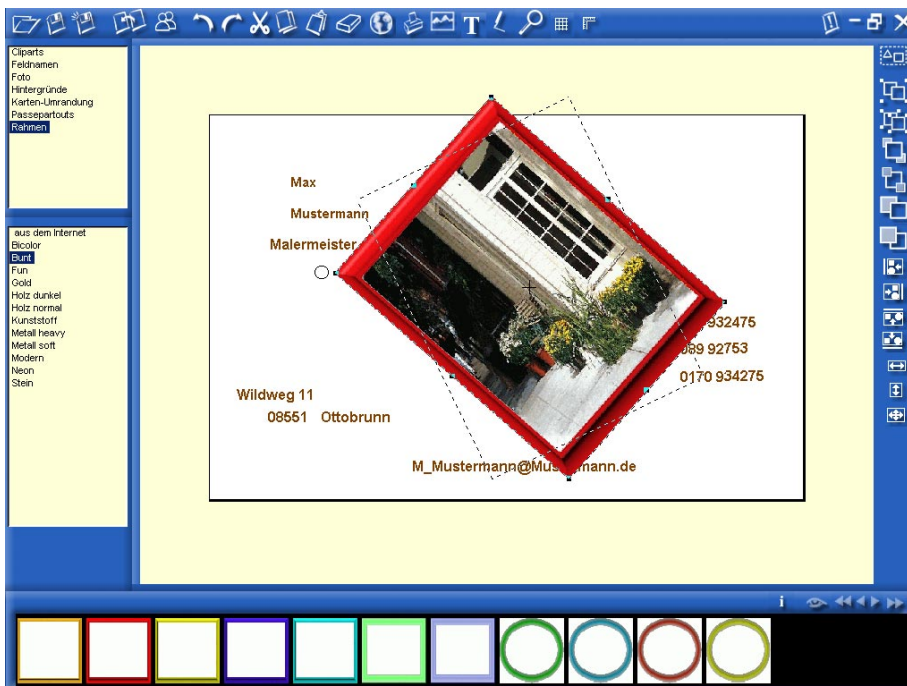 Cliparts
Feldnamen
Foto
Hintergründe
Karten-Umrandung
Passepartouts
Rahmen
aus dem Internet
Bicolor
Bunt
Fun
Gold
Holz dunkel
Holz normal
Kunststoff
Metall heavy
Metall soft
Modern
Neon
Stein
Max
Mustermann
Malermeister
932475
089 92753
0170 934275
Wildweg 11
08551 Ottobrunn
M_Mustermann@Mustermann.de
T
i